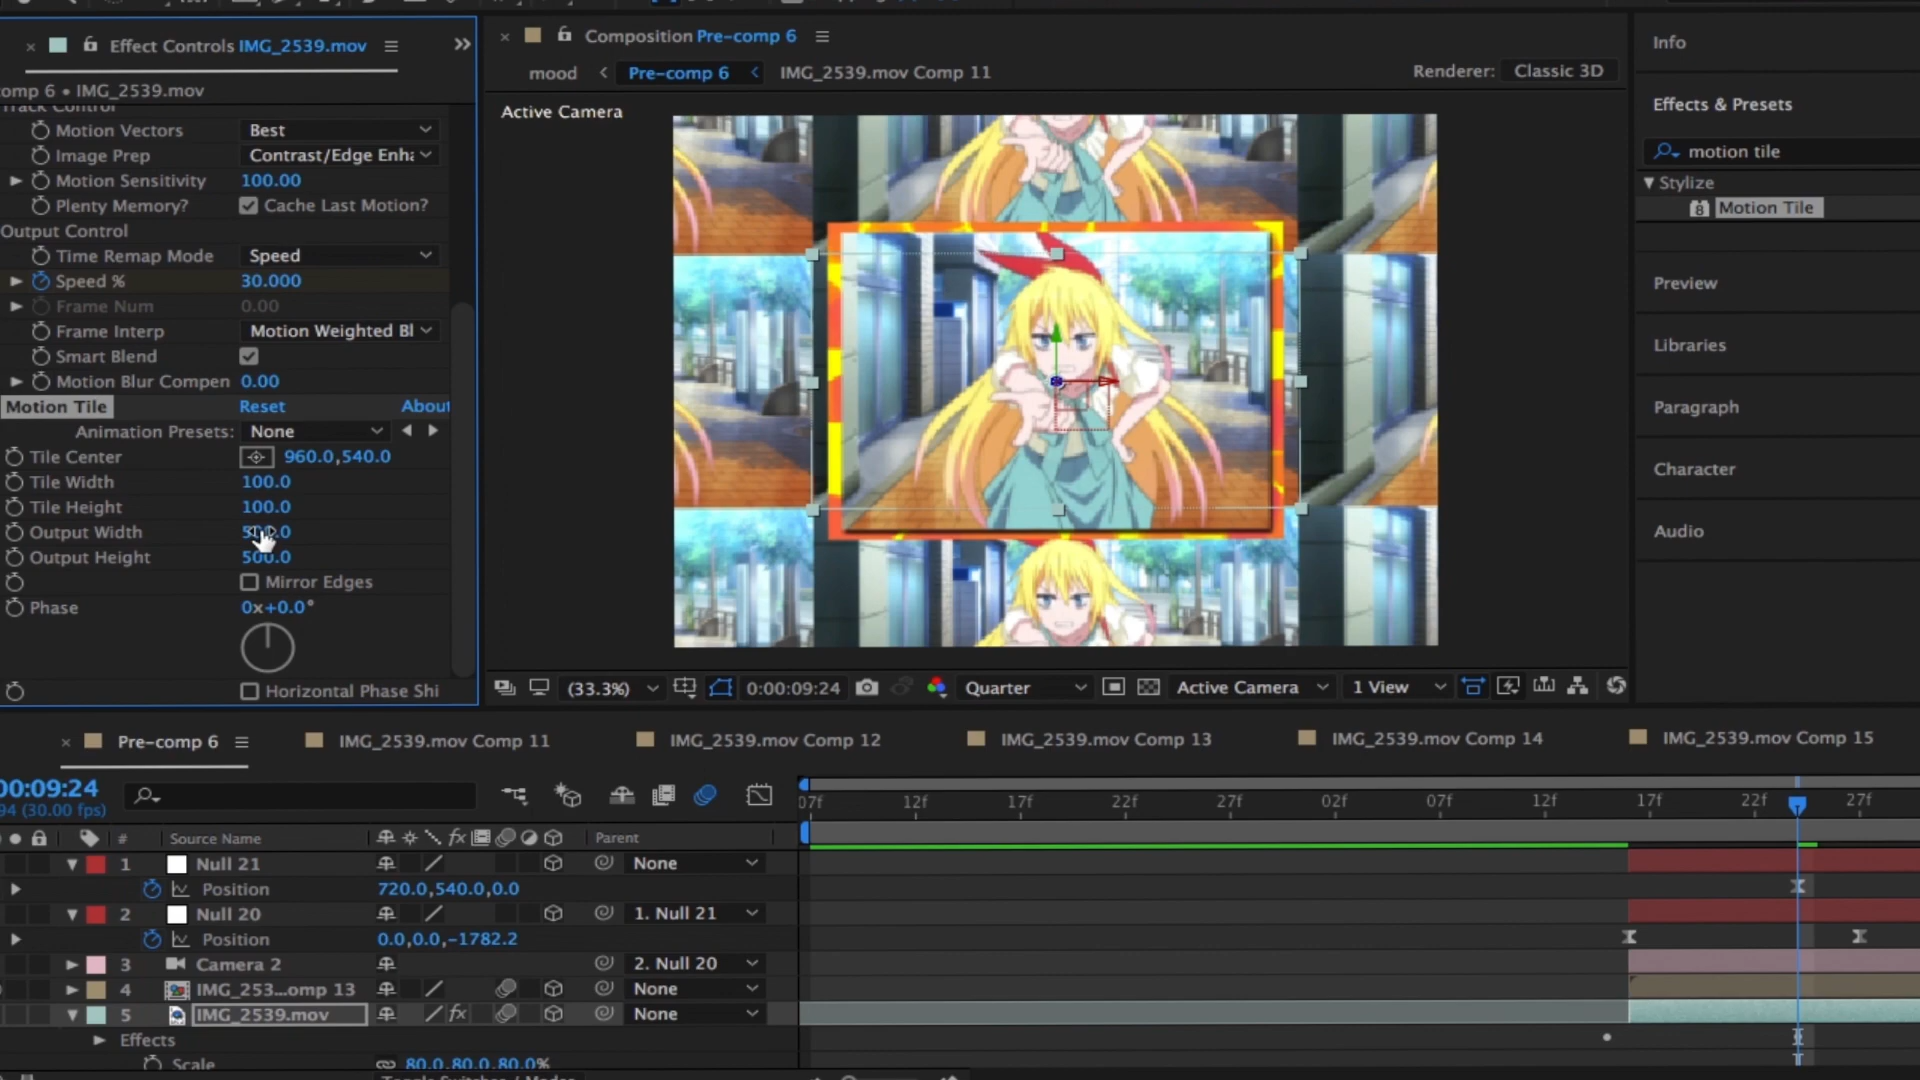 Effect Controls IMG_2539.mov
omp 6 • IMG_2539.mov
Track Control
Motion Vectors Best
Image Prep Contrast/Edge Enha
Motion Sensitivity 100.00
Plenty Memory? Cache Last Motion?
Output Control
Time Remap Mode Speed
Speed % 30.000
Frame Num 0.00
Frame Interp Motion Weighted Bl
Smart Blend
Motion Blur Compen 0.00
Motion Tile Reset About
Animation Presets: None
Tile Center 960.0,540.0
Tile Width 100.0
Tile Height 100.0
Output Width
Output Height 500.0
Mirror Edges
Phase 0x+0.0°
Horizontal Phase Shi
Composition Pre-comp 6
mood Pre-comp 6 IMG_2539.mov Comp 11
Renderer: Classic 3D
Active Camera
(33.3%) 0:00:09:24 Quarter Active Camera 1 View
Info
Effects & Presets
motion tile
Stylize
8 Motion Tile
Preview
Libraries
Paragraph
Character
Audio
Pre-comp 6 IMG_2539.mov Comp 11 IMG_2539.mov Comp 12 IMG_2539.mov Comp 13 IMG_2539.mov Comp 14 IMG_2539.mov Comp 15
00:09:24
94 (30.00 fps)
07f 12f 17f 22f 27f 02f 07f 12f 17f 22f 27f
# Source Name fx Parent
1 Null 21 None
Position 720.0,540.0,0.0
2 Null 20 1. Null 21
Position 0.0,0.0,-1782.2
3 Camera 2 2. Null 20
4 IMG_253...omp 13 None
5 IMG_2539.mov fx None
Effects
Scale 80.0,80.0,80.0%
Toggle Switches / Modes